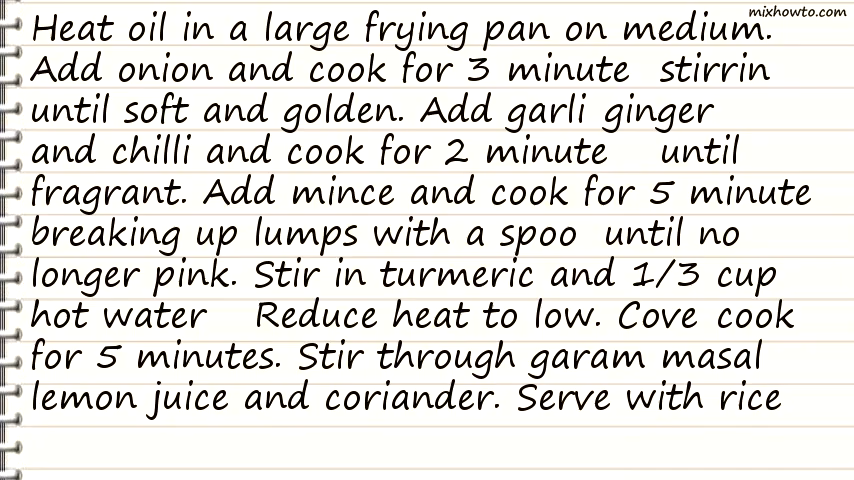 mixhowto.com
Heat oil in a large frying pan on medium.
Add onion and cook for 3 minute stirrin
until soft and golden. Add garli ginger
and chilli and cook for 2 minute until
fragrant. Add mince and cook for 5 minute
breaking up lumps with a spoo until no
longer pink. Stir in turmeric and 1/3 cup
hot water Reduce heat to low. Cove cook
for 5 minutes. Stir through garam masal
lemon juice and coriander. Serve with rice